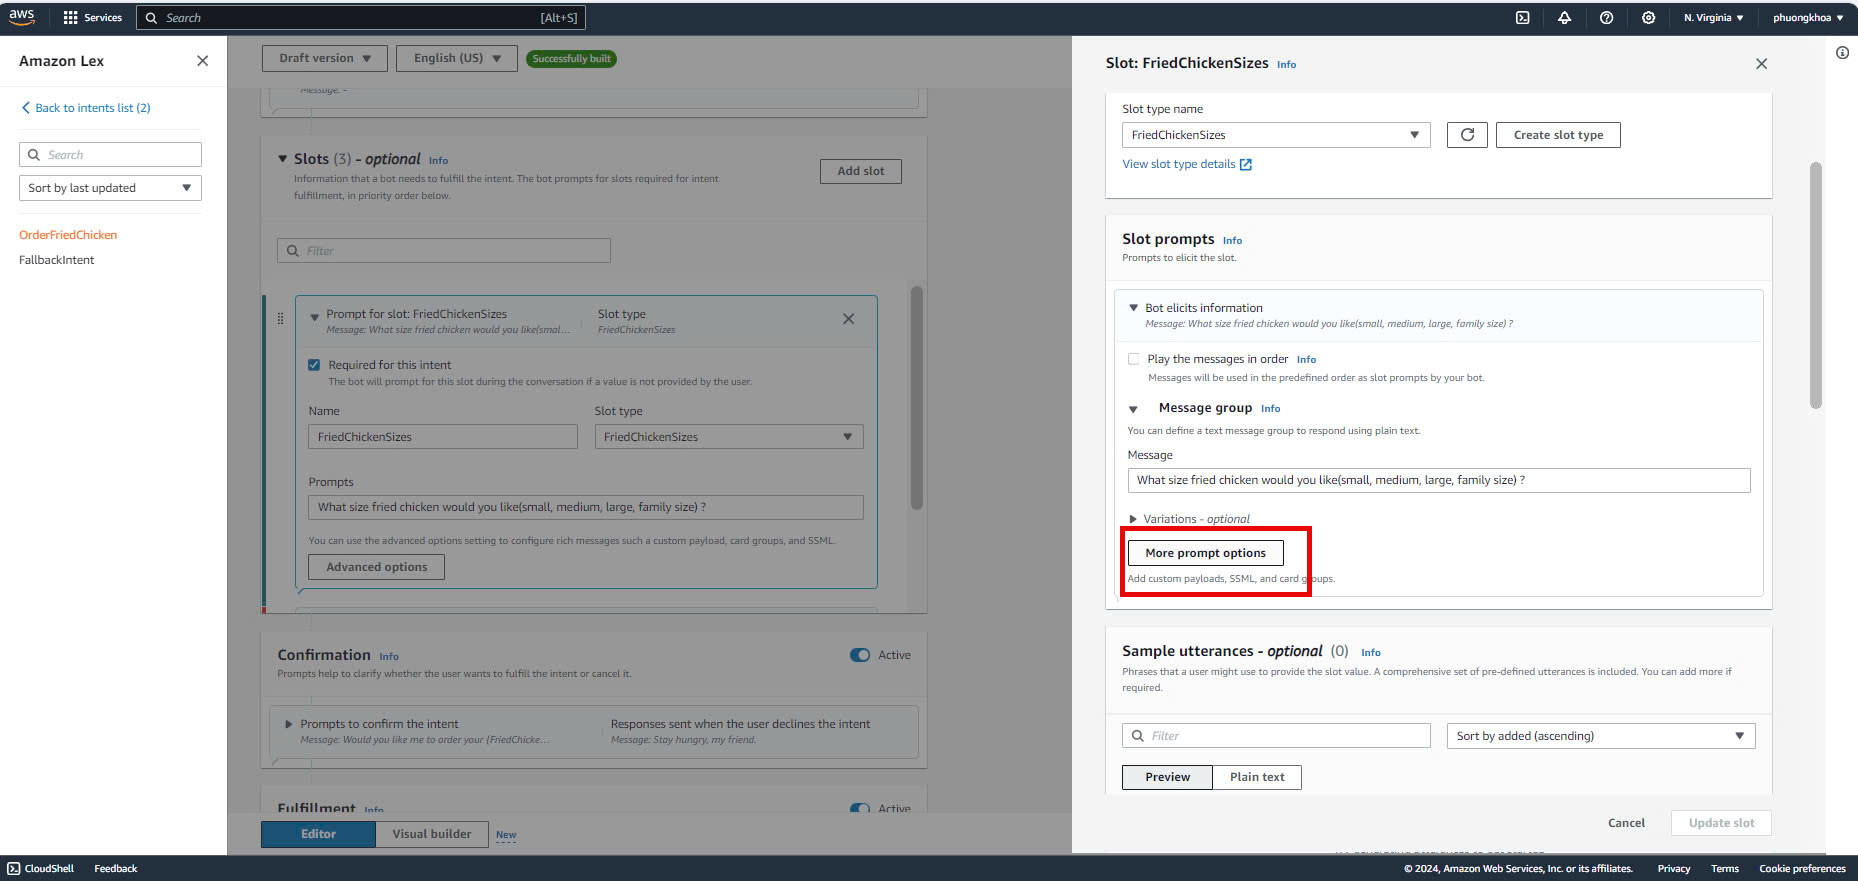 aws
Services
Search
[Alt+S]
N. Virginia
phuongkhoa
Amazon Lex
Back to intents list (2)
Search
Sort by last updated
OrderFriedChicken
FallbackIntent
Draft version
English (US)
Successfully built
Message: -
Slots (3) - optional Info
Information that a bot needs to fulfill the intent. The bot prompts for slots required for intent
fulfillment, in priority order below.
Add slot
Filter
Prompt for slot: FriedChickenSizes
Message: What size fried chicken would you like(smal...
Slot type
FriedChickenSizes
Required for this intent
The bot will prompt for this slot during the conversation if a value is not provided by the user.
Name
Slot type
FriedChickenSizes
FriedChickenSizes
Prompts
What size fried chicken would you like(small, medium, large, family size) ?
You can use the advanced options setting to configure rich messages such a custom payload, card groups, and SSML.
Advanced options
Confirmation Info
Active
Prompts help to clarify whether the user wants to fulfill the intent or cancel it.
Prompts to confirm the intent
Message: Would you like me to order your {FriedChicke...
Responses sent when the user declines the intent
Message: Stay hungry, my friend.
Fulfillment Info
Active
Editor
Visual builder
New
Slot: FriedChickenSizes Info
Slot type name
FriedChickenSizes
Create slot type
View slot type details
Slot prompts Info
Prompts to elicit the slot.
Bot elicits information
Message: What size fried chicken would you like(small, medium, large, family size) ?
Play the messages in order Info
Messages will be used in the predefined order as slot prompts by your bot.
Message group Info
You can define a text message group to respond using plain text.
Message
What size fried chicken would you like(small, medium, large, family size) ?
Variations - optional
More prompt options
Add custom payloads, SSML, and card groups.
Sample utterances - optional (0) Info
Phrases that a user might use to provide the slot value. A comprehensive set of pre-defined utterances is included. You can add more if
required.
Filter
Sort by added (ascending)
Preview
Plain text
Cancel
Update slot
CloudShell
Feedback
© 2024, Amazon Web Services, Inc. or its affiliates.
Privacy
Terms
Cookie preferences